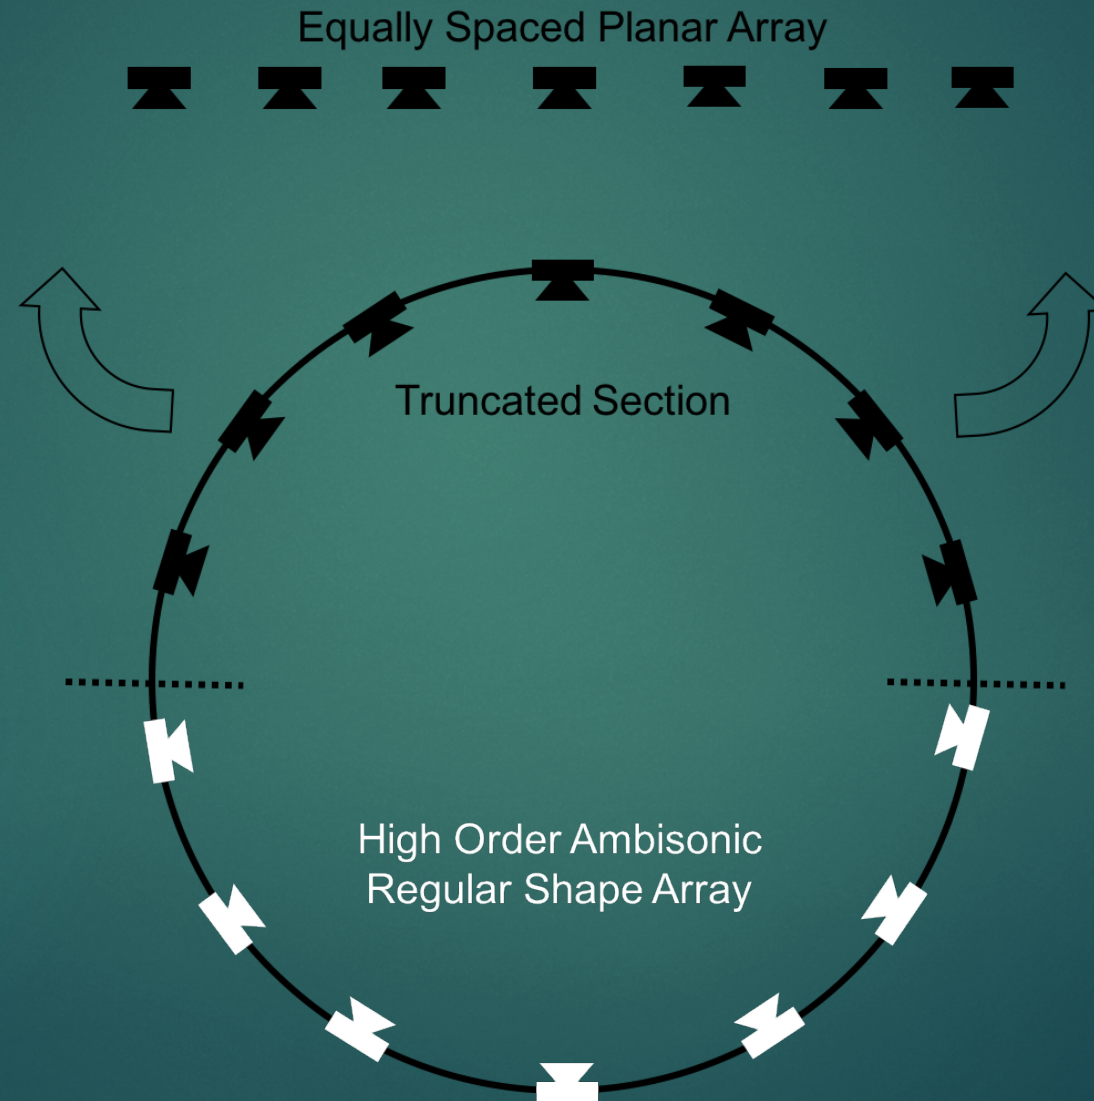 Equally Spaced Planar Array
Truncated Section
High Order Ambisonic
Regular Shape Array